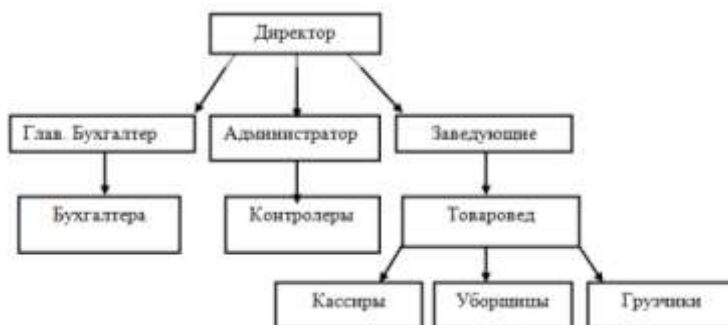 Директор
Глав. Бухгалтер
Администратор
Заведующие
Бухгалтера
Контролеры
Товаровед
Кассиры
Уборщицы
Грузчики